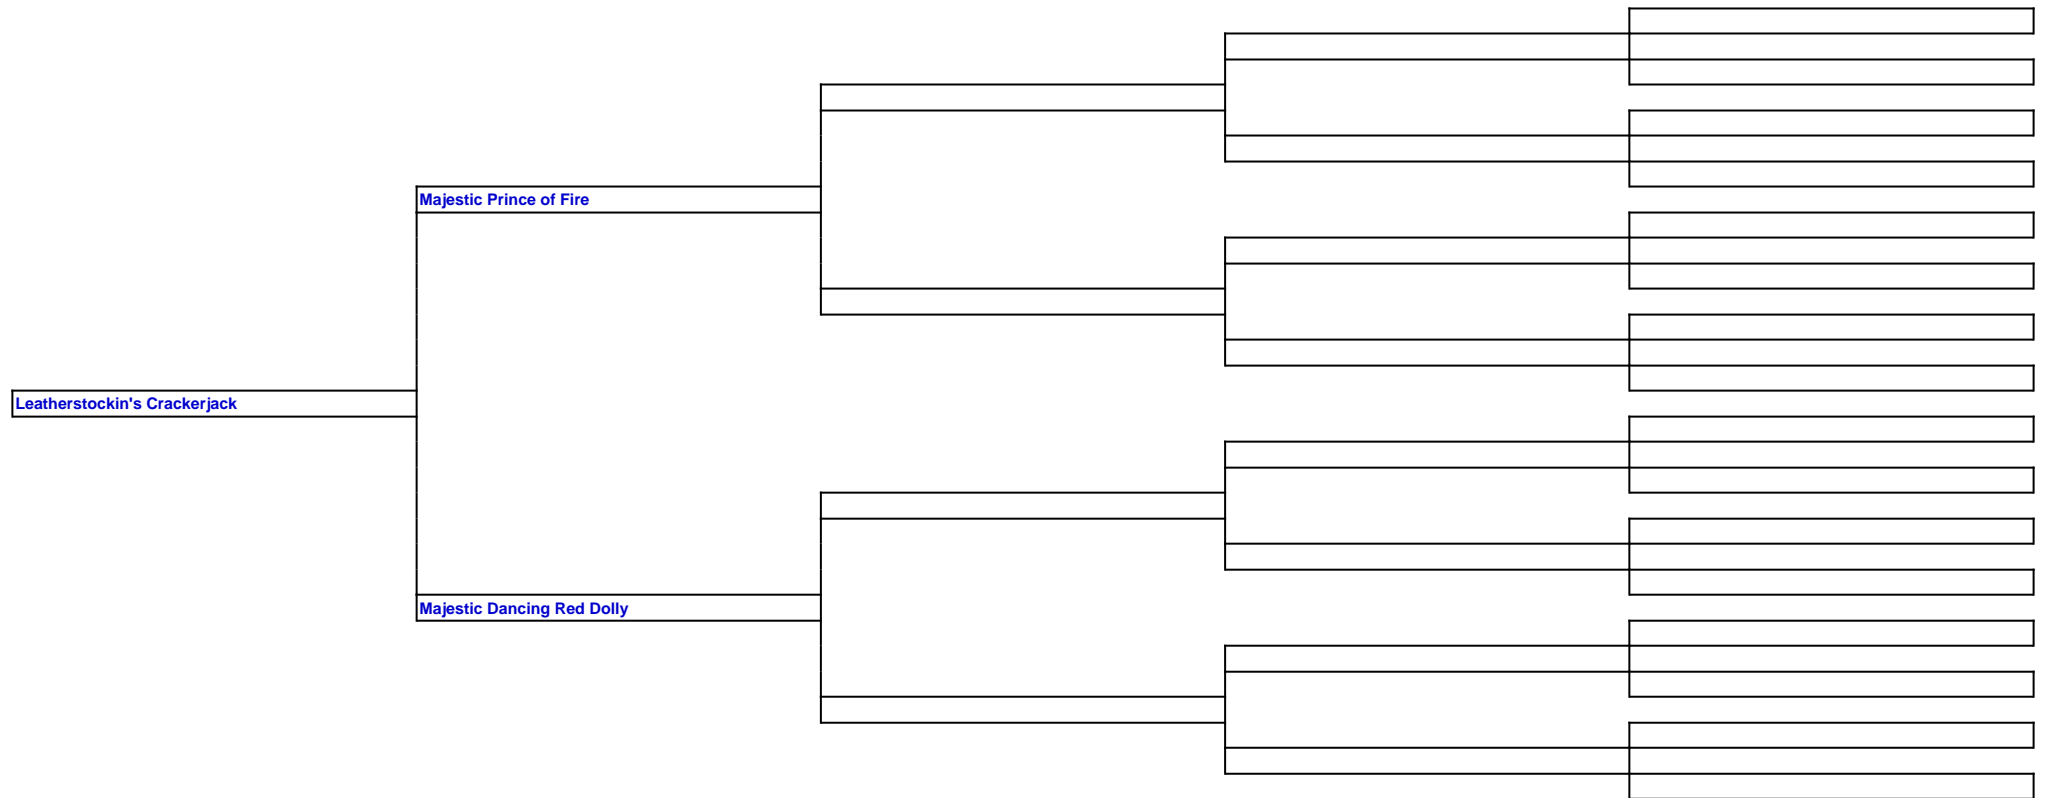 Majestic Prince of Fire
Leatherstockin's Crackerjack
Majestic Dancing Red Dolly